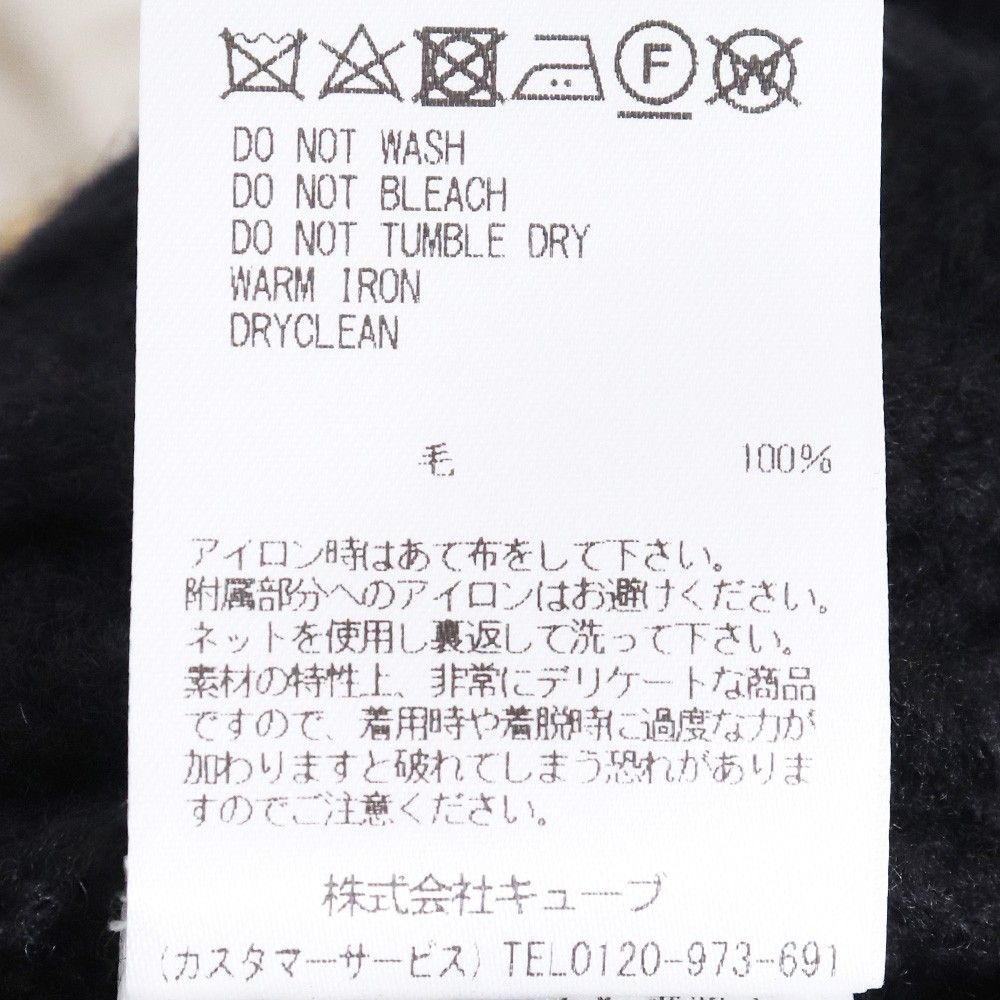 F W
DO NOT WASH
DO NOT BLEACH
DO NOT TUMBLE DRY
WARM IRON
DRYCLEAN
毛 100%
アイロン時はあて布をして下さい。
附属部分へのアイロンはお避けください。
ネットを使用し裏返して洗って下さい。
素材の特性上、非常にデリケートな商品
ですので、着用時や着脱時に過度な力が
加わりますと破れてしまう恐れがありま
すのでご注意ください。
株式会社キューブ
(カスタマーサービス) TEL0120-973-691